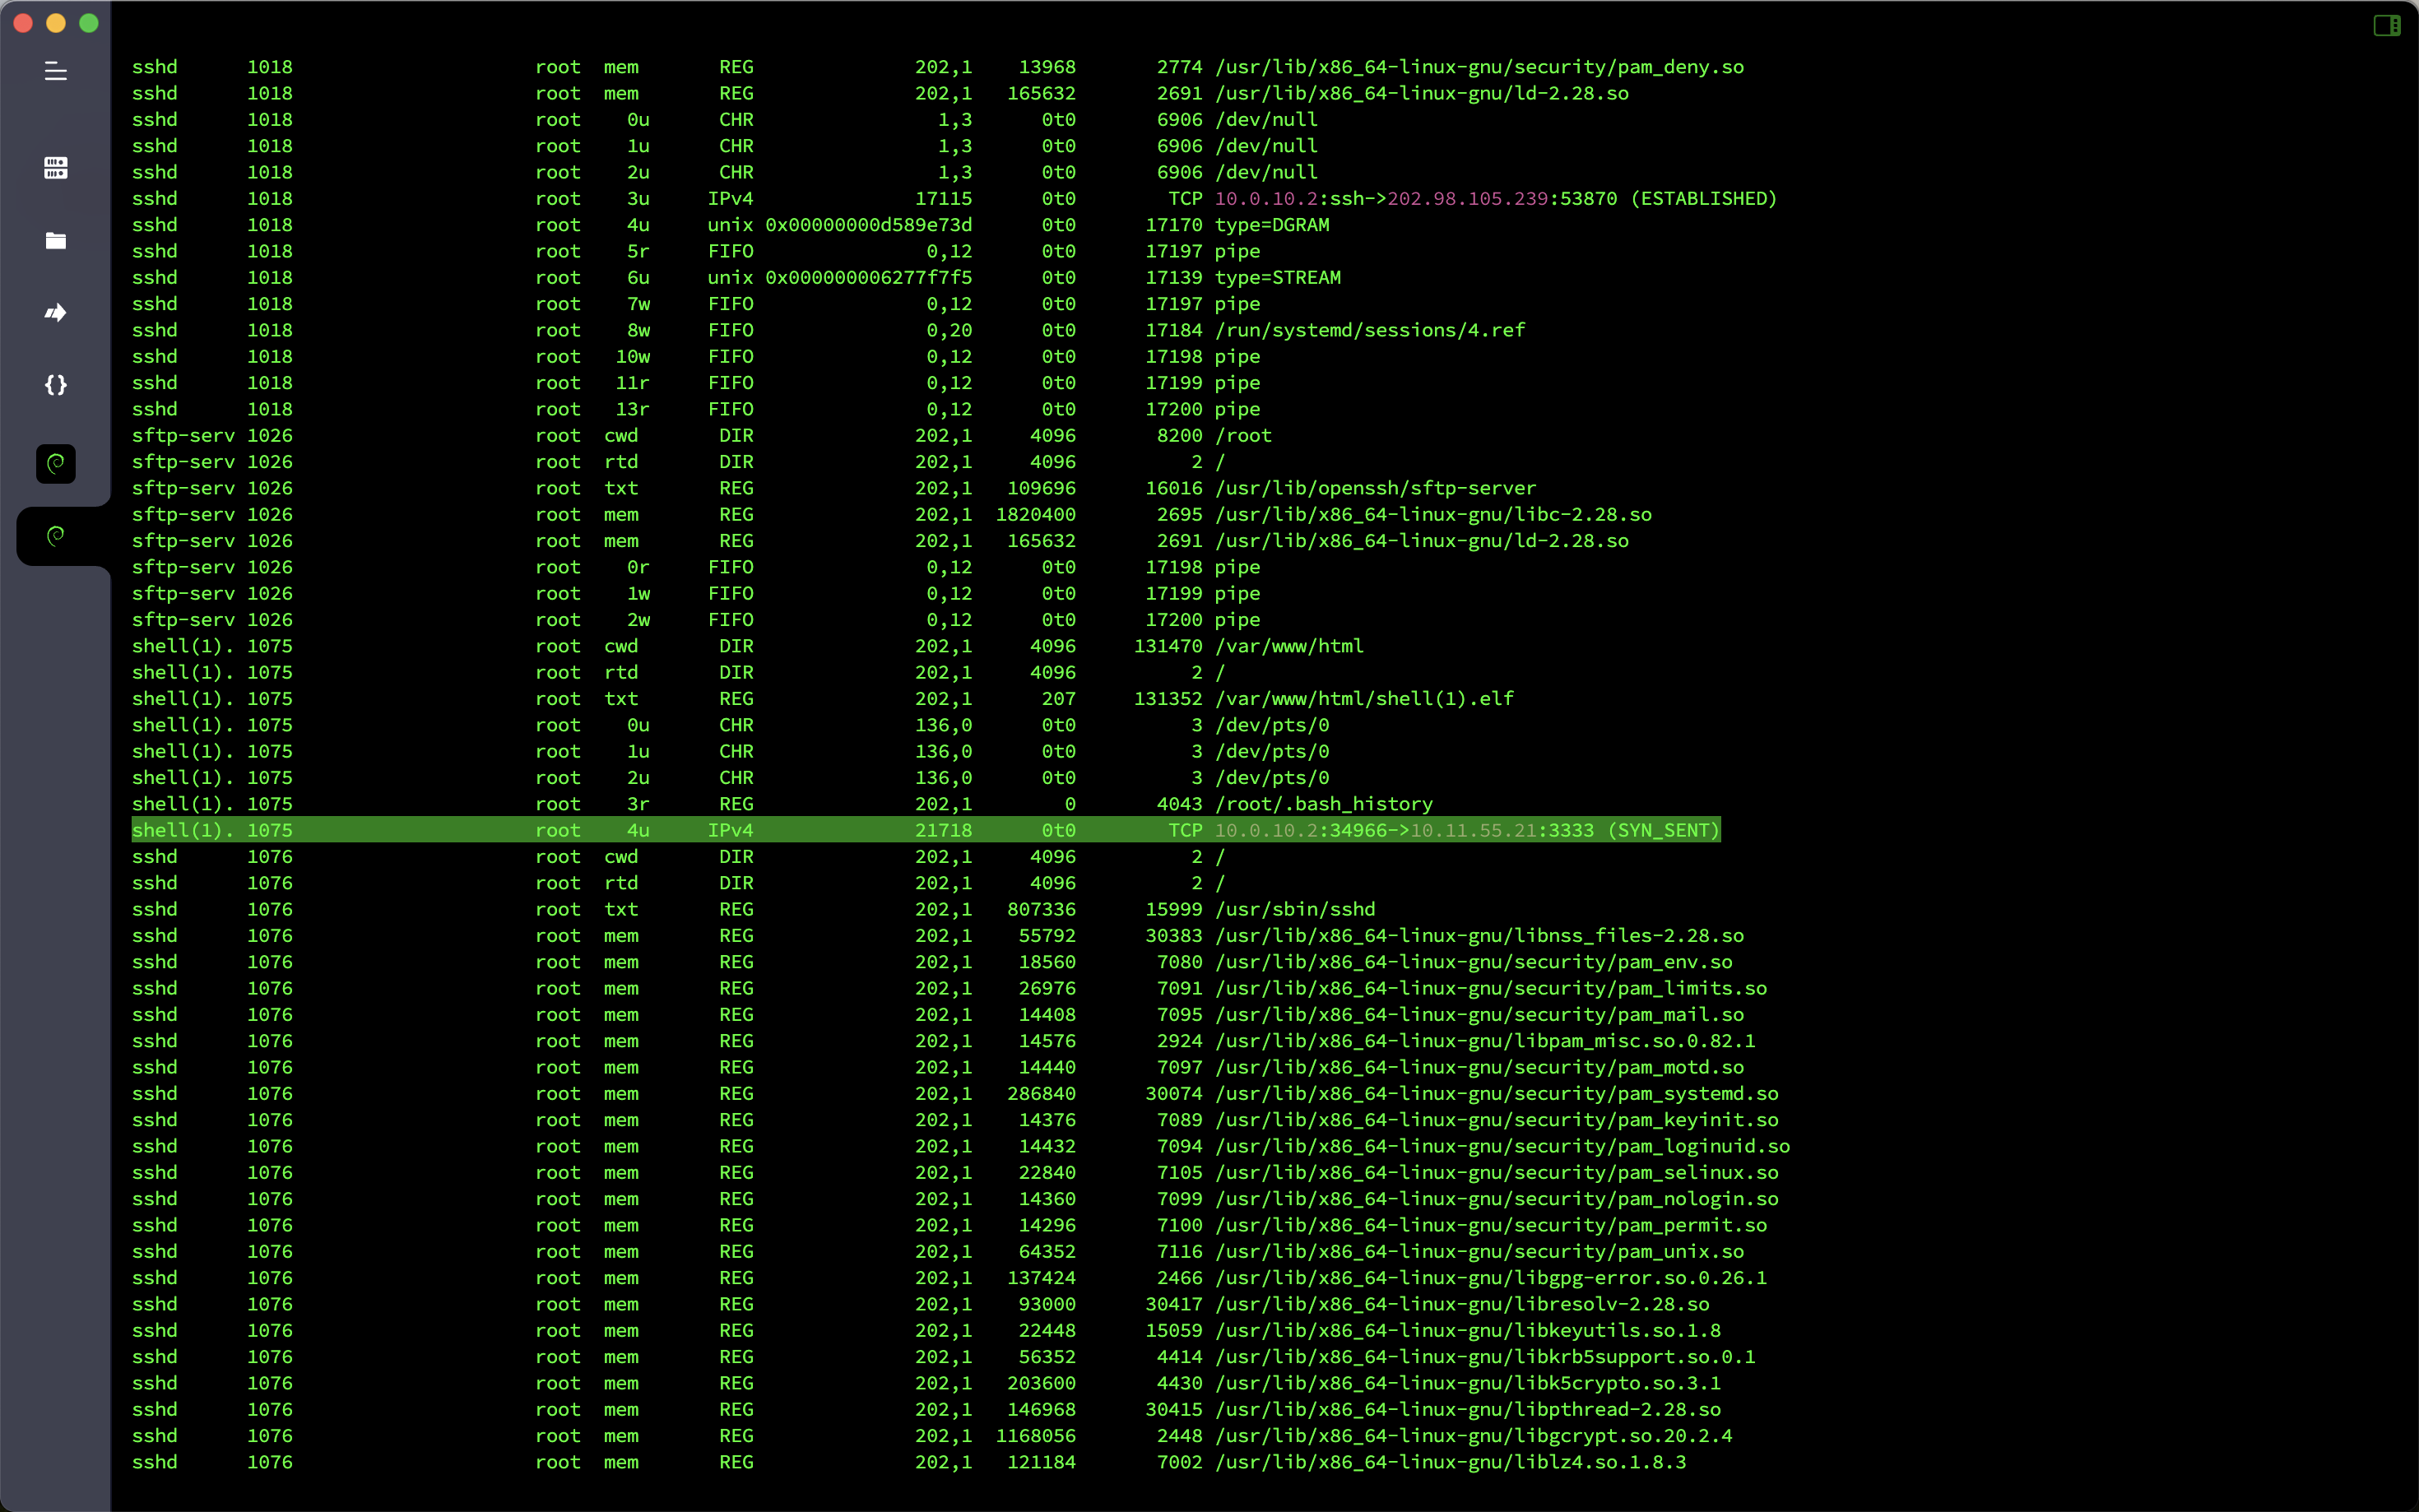 sshd      1018                     root  mem       REG              202,1    13968       2774 /usr/lib/x86_64-linux-gnu/security/pam_deny.so
sshd      1018                     root  mem       REG              202,1   165632       2691 /usr/lib/x86_64-linux-gnu/ld-2.28.so
sshd      1018                     root    0u      CHR                1,3      0t0       6906 /dev/null
sshd      1018                     root    1u      CHR                1,3      0t0       6906 /dev/null
sshd      1018                     root    2u      CHR                1,3      0t0       6906 /dev/null
sshd      1018                     root    3u     IPv4              17115      0t0        TCP 10.0.10.2:ssh->202.98.105.239:53870 (ESTABLISHED)
sshd      1018                     root    4u     unix 0x00000000d589e73d      0t0      17170 type=DGRAM
sshd      1018                     root    5r     FIFO               0,12      0t0      17197 pipe
sshd      1018                     root    6u     unix 0x000000006277f7f5      0t0      17139 type=STREAM
sshd      1018                     root    7w     FIFO               0,12      0t0      17197 pipe
sshd      1018                     root    8w     FIFO               0,20      0t0      17184 /run/systemd/sessions/4.ref
sshd      1018                     root   10w     FIFO               0,12      0t0      17198 pipe
sshd      1018                     root   11r     FIFO               0,12      0t0      17199 pipe
sshd      1018                     root   13r     FIFO               0,12      0t0      17200 pipe
sftp-serv 1026                     root  cwd       DIR              202,1     4096       8200 /root
sftp-serv 1026                     root  rtd       DIR              202,1     4096          2 /
sftp-serv 1026                     root  txt       REG              202,1   109696      16016 /usr/lib/openssh/sftp-server
sftp-serv 1026                     root  mem       REG              202,1  1820400       2695 /usr/lib/x86_64-linux-gnu/libc-2.28.so
sftp-serv 1026                     root  mem       REG              202,1   165632       2691 /usr/lib/x86_64-linux-gnu/ld-2.28.so
sftp-serv 1026                     root    0r     FIFO               0,12      0t0      17198 pipe
sftp-serv 1026                     root    1w     FIFO               0,12      0t0      17199 pipe
sftp-serv 1026                     root    2w     FIFO               0,12      0t0      17200 pipe
shell(1). 1075                     root  cwd       DIR              202,1     4096     131470 /var/www/html
shell(1). 1075                     root  rtd       DIR              202,1     4096          2 /
shell(1). 1075                     root  txt       REG              202,1      207     131352 /var/www/html/shell(1).elf
shell(1). 1075                     root    0u      CHR              136,0      0t0          3 /dev/pts/0
shell(1). 1075                     root    1u      CHR              136,0      0t0          3 /dev/pts/0
shell(1). 1075                     root    2u      CHR              136,0      0t0          3 /dev/pts/0
shell(1). 1075                     root    3r      REG              202,1        0       4043 /root/.bash_history
shell(1). 1075                     root    4u     IPv4              21718      0t0        TCP 10.0.10.2:34966->10.11.55.21:3333 (SYN_SENT)
sshd      1076                     root  cwd       DIR              202,1     4096          2 /
sshd      1076                     root  rtd       DIR              202,1     4096          2 /
sshd      1076                     root  txt       REG              202,1   807336      15999 /usr/sbin/sshd
sshd      1076                     root  mem       REG              202,1    55792      30383 /usr/lib/x86_64-linux-gnu/libnss_files-2.28.so
sshd      1076                     root  mem       REG              202,1    18560       7080 /usr/lib/x86_64-linux-gnu/security/pam_env.so
sshd      1076                     root  mem       REG              202,1    26976       7091 /usr/lib/x86_64-linux-gnu/security/pam_limits.so
sshd      1076                     root  mem       REG              202,1    14408       7095 /usr/lib/x86_64-linux-gnu/security/pam_mail.so
sshd      1076                     root  mem       REG              202,1    14576       2924 /usr/lib/x86_64-linux-gnu/libpam_misc.so.0.82.1
sshd      1076                     root  mem       REG              202,1    14440       7097 /usr/lib/x86_64-linux-gnu/security/pam_motd.so
sshd      1076                     root  mem       REG              202,1   286840      30074 /usr/lib/x86_64-linux-gnu/security/pam_systemd.so
sshd      1076                     root  mem       REG              202,1    14376       7089 /usr/lib/x86_64-linux-gnu/security/pam_keyinit.so
sshd      1076                     root  mem       REG              202,1    14432       7094 /usr/lib/x86_64-linux-gnu/security/pam_loginuid.so
sshd      1076                     root  mem       REG              202,1    22840       7105 /usr/lib/x86_64-linux-gnu/security/pam_selinux.so
sshd      1076                     root  mem       REG              202,1    14360       7099 /usr/lib/x86_64-linux-gnu/security/pam_nologin.so
sshd      1076                     root  mem       REG              202,1    14296       7100 /usr/lib/x86_64-linux-gnu/security/pam_permit.so
sshd      1076                     root  mem       REG              202,1    64352       7116 /usr/lib/x86_64-linux-gnu/security/pam_unix.so
sshd      1076                     root  mem       REG              202,1   137424       2466 /usr/lib/x86_64-linux-gnu/libgpg-error.so.0.26.1
sshd      1076                     root  mem       REG              202,1    93000      30417 /usr/lib/x86_64-linux-gnu/libresolv-2.28.so
sshd      1076                     root  mem       REG              202,1    22448      15059 /usr/lib/x86_64-linux-gnu/libkeyutils.so.1.8
sshd      1076                     root  mem       REG              202,1    56352       4414 /usr/lib/x86_64-linux-gnu/libkrb5support.so.0.1
sshd      1076                     root  mem       REG              202,1   203600       4430 /usr/lib/x86_64-linux-gnu/libk5crypto.so.3.1
sshd      1076                     root  mem       REG              202,1   146968      30415 /usr/lib/x86_64-linux-gnu/libpthread-2.28.so
sshd      1076                     root  mem       REG              202,1  1168056       2448 /usr/lib/x86_64-linux-gnu/libgcrypt.so.20.2.4
sshd      1076                     root  mem       REG              202,1   121184       7002 /usr/lib/x86_64-linux-gnu/liblz4.so.1.8.3